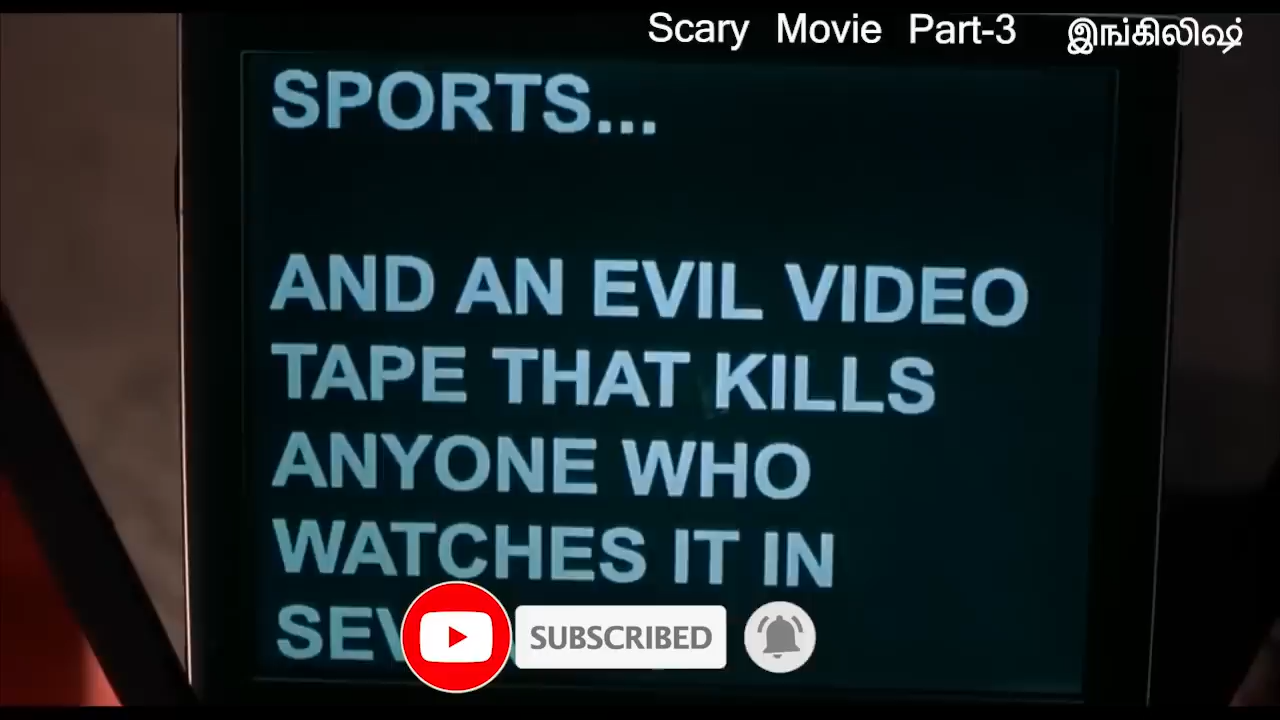 Scary Movie Part-3 இங்கிலிஷ்
SPORTS...
AND AN EVIL VIDEO
TAPE THAT KILLS
ANYONE WHO
WATCHES IT IN
SUBSCRIBED